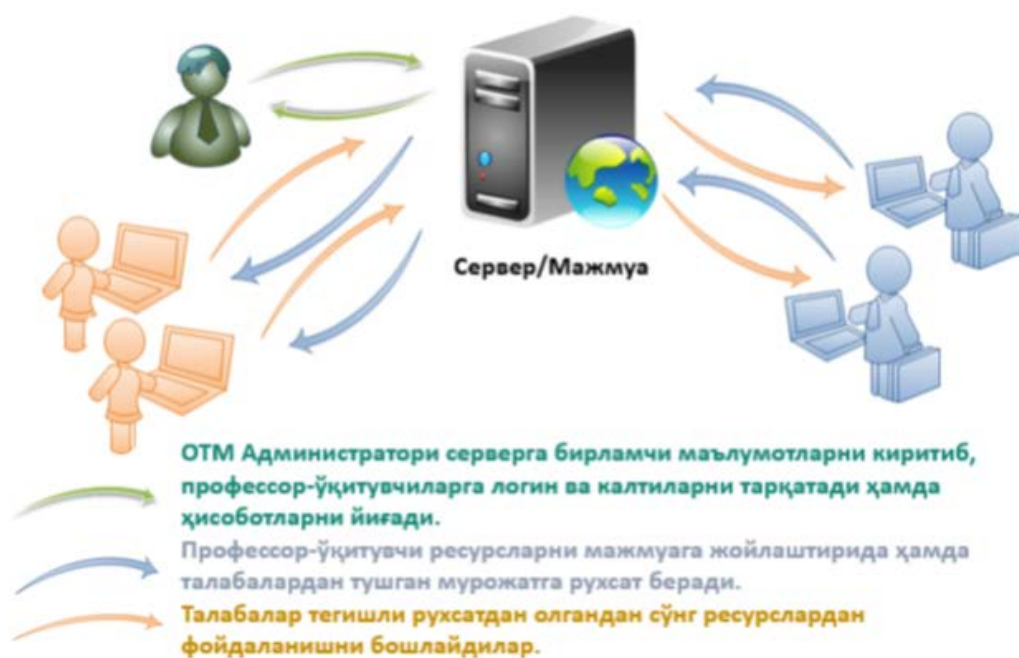 Сервер/Мажмуа
ОТМ Администратори серверга бирламчи маълумотларни киритиб,
профессор-ўқитувчиларга логин ва калтиларни тарқатади ҳамда
ҳисоботларни йиғади.
Профессор-ўқитувчи ресурсларни мажмуага жойлаштирида ҳамда
талабалардан тушган мурожатга рухсат беради.
Талабалар тегишли рухсатдан олгандан сўнг ресурслардан
фойдаланишни бошлайдилар.